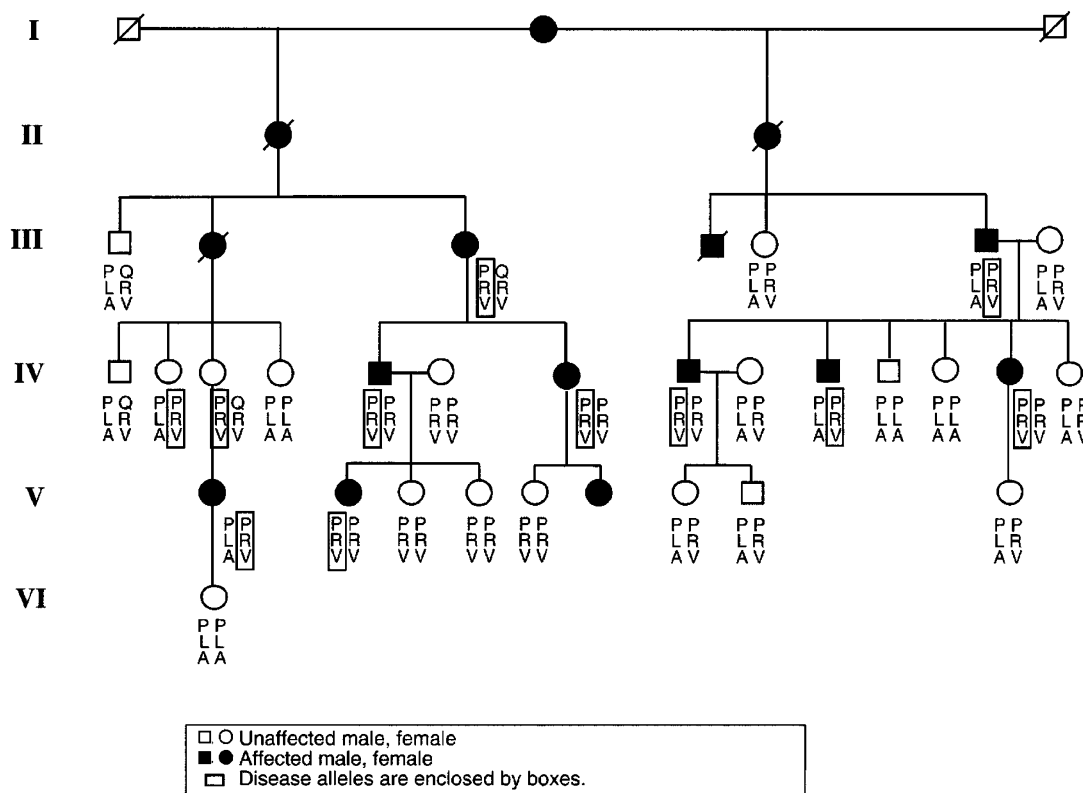 I
II
III
P Q P Q P P P P P P
L R R R L R L R L R
A V V V A V A V A V
IV
P Q P P P Q P P P P P P P P P P P P P P P P P P P P P P
L R L R R R L L R R R R R R R R L R L R L L L L R R L R
A V A V V V A A V V V V V V V V A V A V A A A A V V A V
V
P P P P P P P P P P P P P P P P
L R R R R R R R R R L R L R L R
A V V V V V V V V V A V A V A V
VI
P P
L L
A A
Unaffected male, female
Affected male, female
Disease alleles are enclosed by boxes.